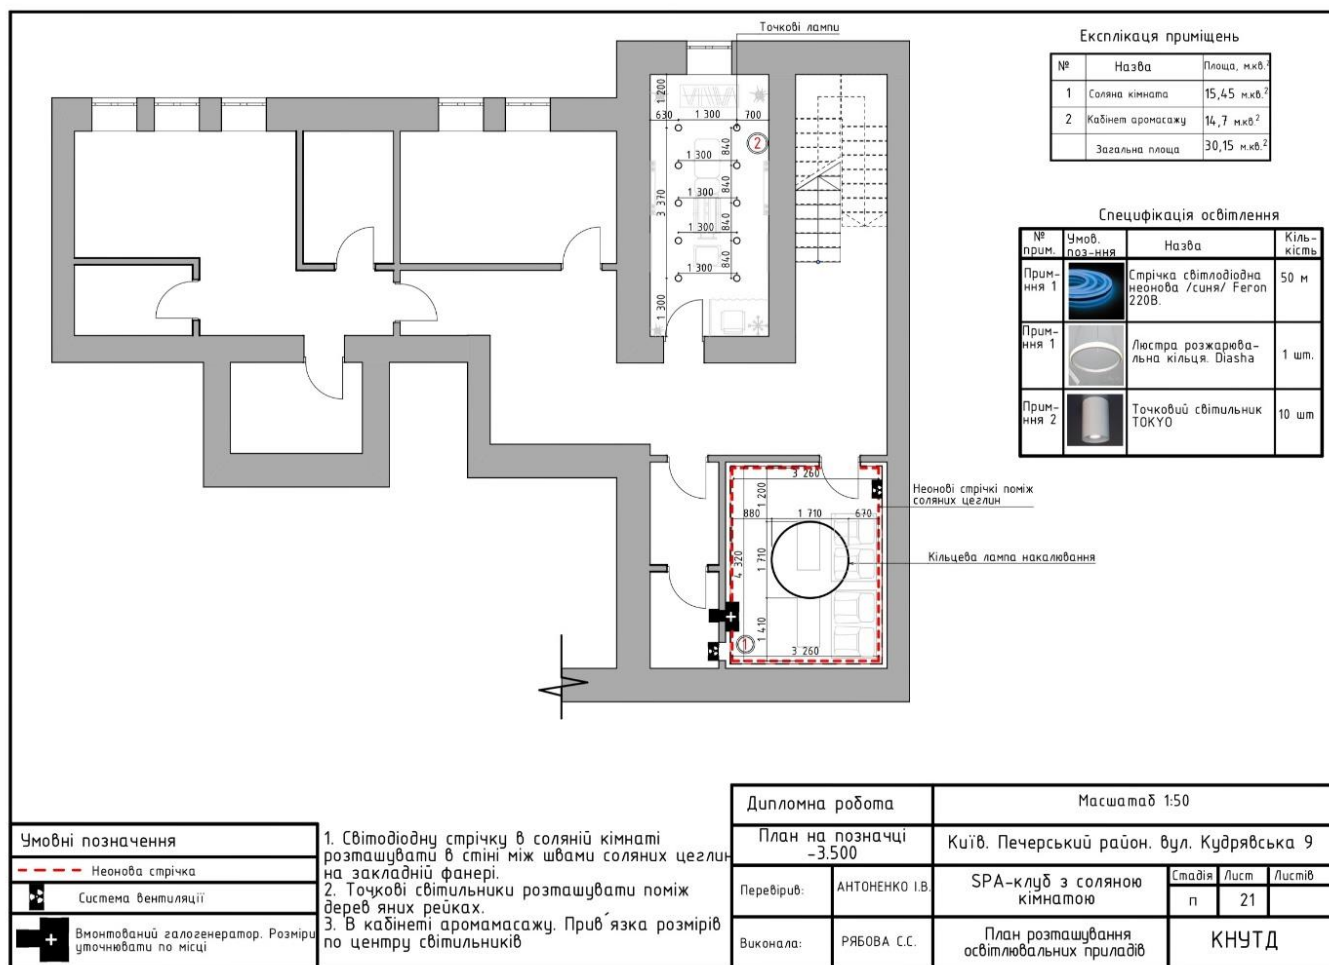 Точкові лампи
Експлікація приміщень
№ Назва Площа, м.кв.²
1 Соляна кімната 15,45 м.кв.²
2 Кабінет аромасажу 14,7 м.кв.²
Загальна площа 30,15 м.кв.²
1 200
630 1 300 700
2
840
1 300
840
3 370
1 300
840
1 300
840
1 300
1 300
Специфікація освітлення
№ прим. Умов. поз-ння Назва Кіль-кість
Прим-ння 1 Стрічка світлодіодна
неонова /синя/ Feron
220В. 50 м
Прим-ння 1 Люстра розжарюва-
льна кільця. Diasha 1 шт.
Прим-ння 2 Точковий світильник
TOKYO 10 шт
3 260
1 200
880 1 710 670
1 710
4 320
1 410
1
3 260
Неонові стрічкі поміж
соляних цеглин
Кільцева лампа накалювання
Умовні позначення
Неонова стрічка
Система вентиляції
Вмонтований галогенератор. Розміри
уточнювати по місці
1. Світодіодну стрічку в соляній кімнаті
розташувати в стіні між швами соляних цеглин
на закладній фанері.
2. Точкові світильники розташувати поміж
дерев яних рейках.
3. В кабінеті аромамасажу. Прив´язка розмірів
по центру світильників
Дипломна робота Масштаб 1:50
План на позначці
-3.500
Київ. Печерський район. вул. Кудрявська 9
Перевірив: АНТОНЕНКО І.В.
SPA-клуб з соляною
кімнатою
Стадія Лист Листів
п 21
Виконала: РЯБОВА С.С.
План розташування
освітлювальних приладів
КНУТД